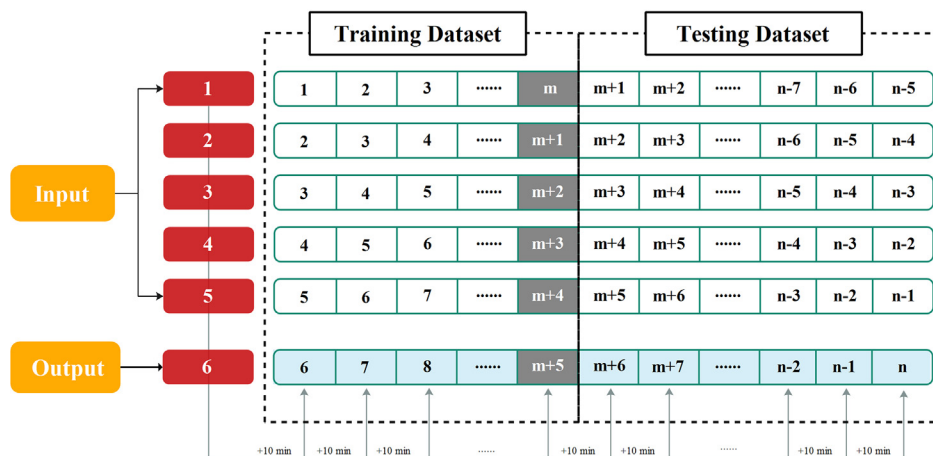 Training Dataset Testing Dataset
1 1 2 3 ...... m m+1 m+2 ...... n-7 n-6 n-5
2 2 3 4 ...... m+1 m+2 m+3 ...... n-6 n-5 n-4
Input 3 3 4 5 ...... m+2 m+3 m+4 ...... n-5 n-4 n-3
4 4 5 6 ...... m+3 m+4 m+5 ...... n-4 n-3 n-2
5 5 6 7 ...... m+4 m+5 m+6 ...... n-3 n-2 n-1
Output 6 6 7 8 ...... m+5 m+6 m+7 ...... n-2 n-1 n
+10 min +10 min +10 min ...... +10 min +10 min ...... +10 min +10 min